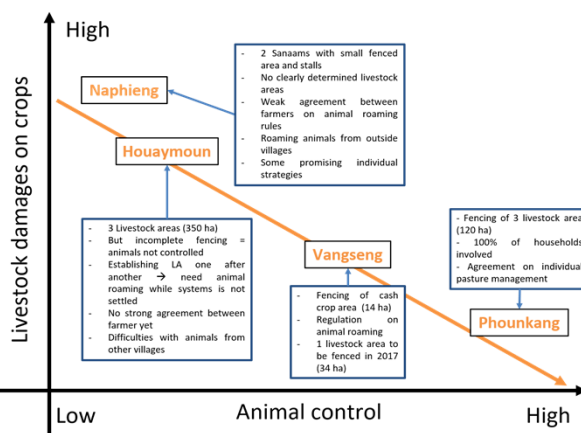 High
Livestock damages on crops
Naphieng
- 2 Sanaams with small fenced
area and stalls
- No clearly determined livestock
areas
- Weak agreement between
farmers on animal roaming
rules
- Roaming animals from outside
villages
- Some promising individual
strategies
Houaymoun
- 3 Livestock areas (350 ha)
- But incomplete fencing =
animals not controlled
- Establishing LA one after
another → need animal
roaming while systems is not
settled
- No strong agreement between
farmer yet
- Difficulties with animals from
other villages
Vangseng
- Fencing of cash
crop area (14 ha)
- Regulation on
animal roaming
- 1 livestock area to
be fenced in 2017
(34 ha)
- Fencing of 3 livestock area
(120 ha)
- 100% of households
involved
- Agreement on individual
pasture management
Phounkang
Low
Animal control
High